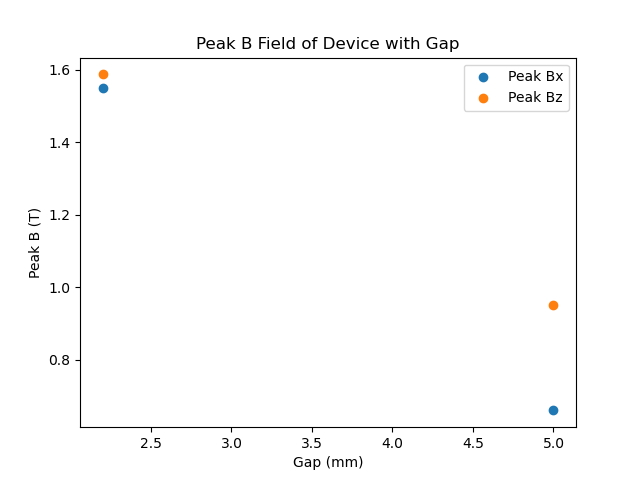 Peak B Field of Device with Gap
Peak Bx
Peak Bz
1.6
1.4
1.2
1.0
0.8
Peak B (T)
2.5 3.0 3.5 4.0 4.5 5.0
Gap (mm)